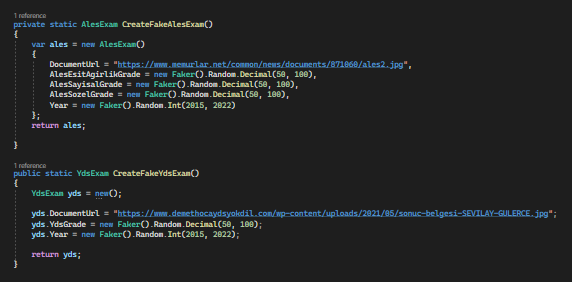 1 reference
private static AlesExam CreateFakeAlesExam()
{
var ales = new AlesExam()
{
DocumentUrl = "https://www.memurlar.net/common/news/documents/871060/ales2.jpg",
AlesEsitAgirlikGrade = new Faker().Random.Decimal(50, 100),
AlesSayisalGrade = new Faker().Random.Decimal(50, 100),
AlesSozelGrade = new Faker().Random.Decimal(50, 100),
Year = new Faker().Random.Int(2015, 2022)
};
return ales;
}
1 reference
public static YdsExam CreateFakeYdsExam()
{
YdsExam yds = new();
yds.DocumentUrl = "https://www.demethocaydsyokdil.com/wp-content/uploads/2021/05/sonuc-belgesi-SEVILAY-GULERCE.jpg";
yds.YdsGrade = new Faker().Random.Decimal(50, 100);
yds.Year = new Faker().Random.Int(2015, 2022);
return yds;
}